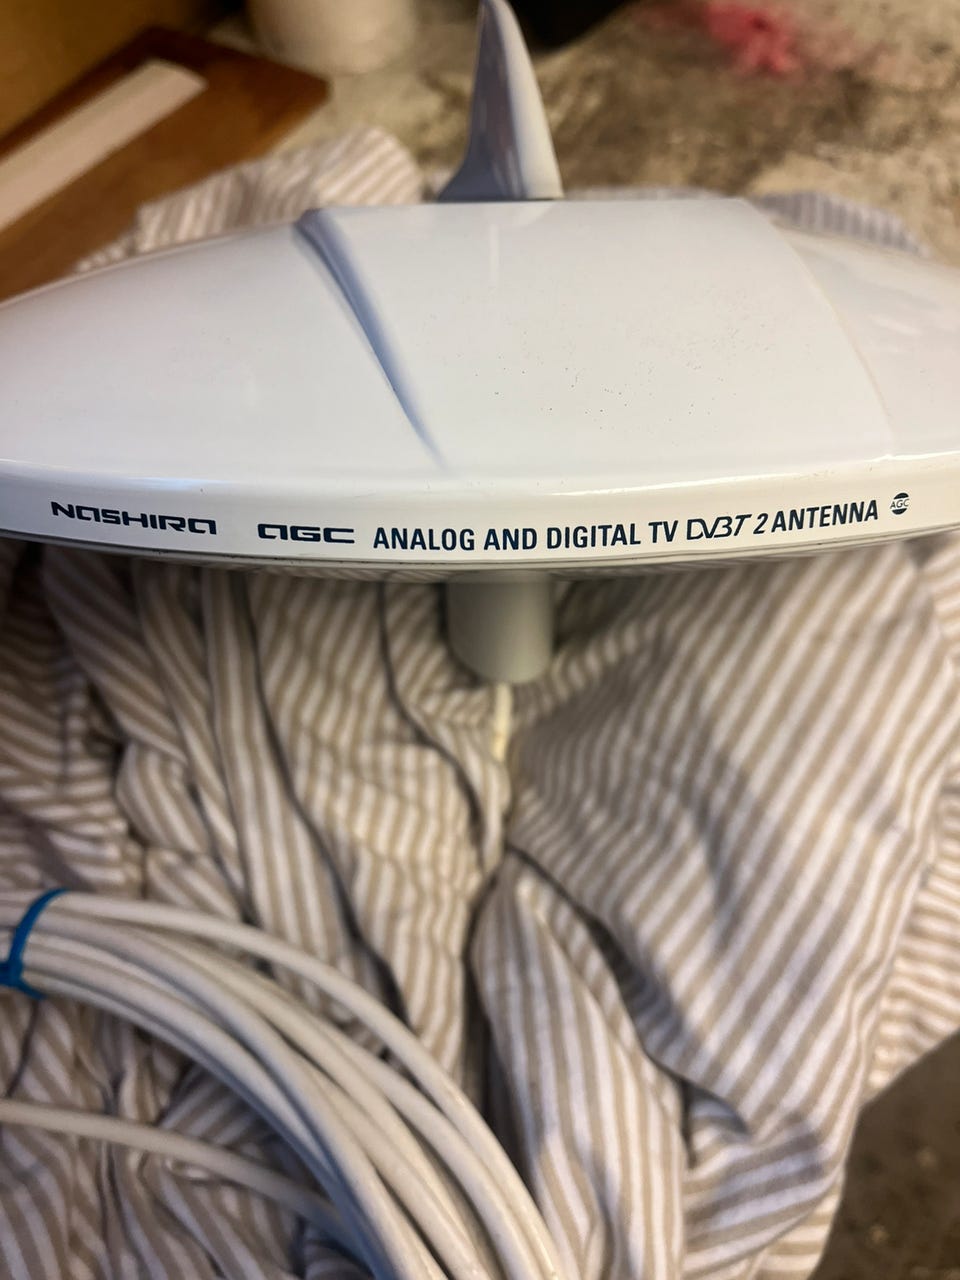 NASHIRA AGC ANALOG AND DIGITAL TV DVBT 2 ANTENNA AGC